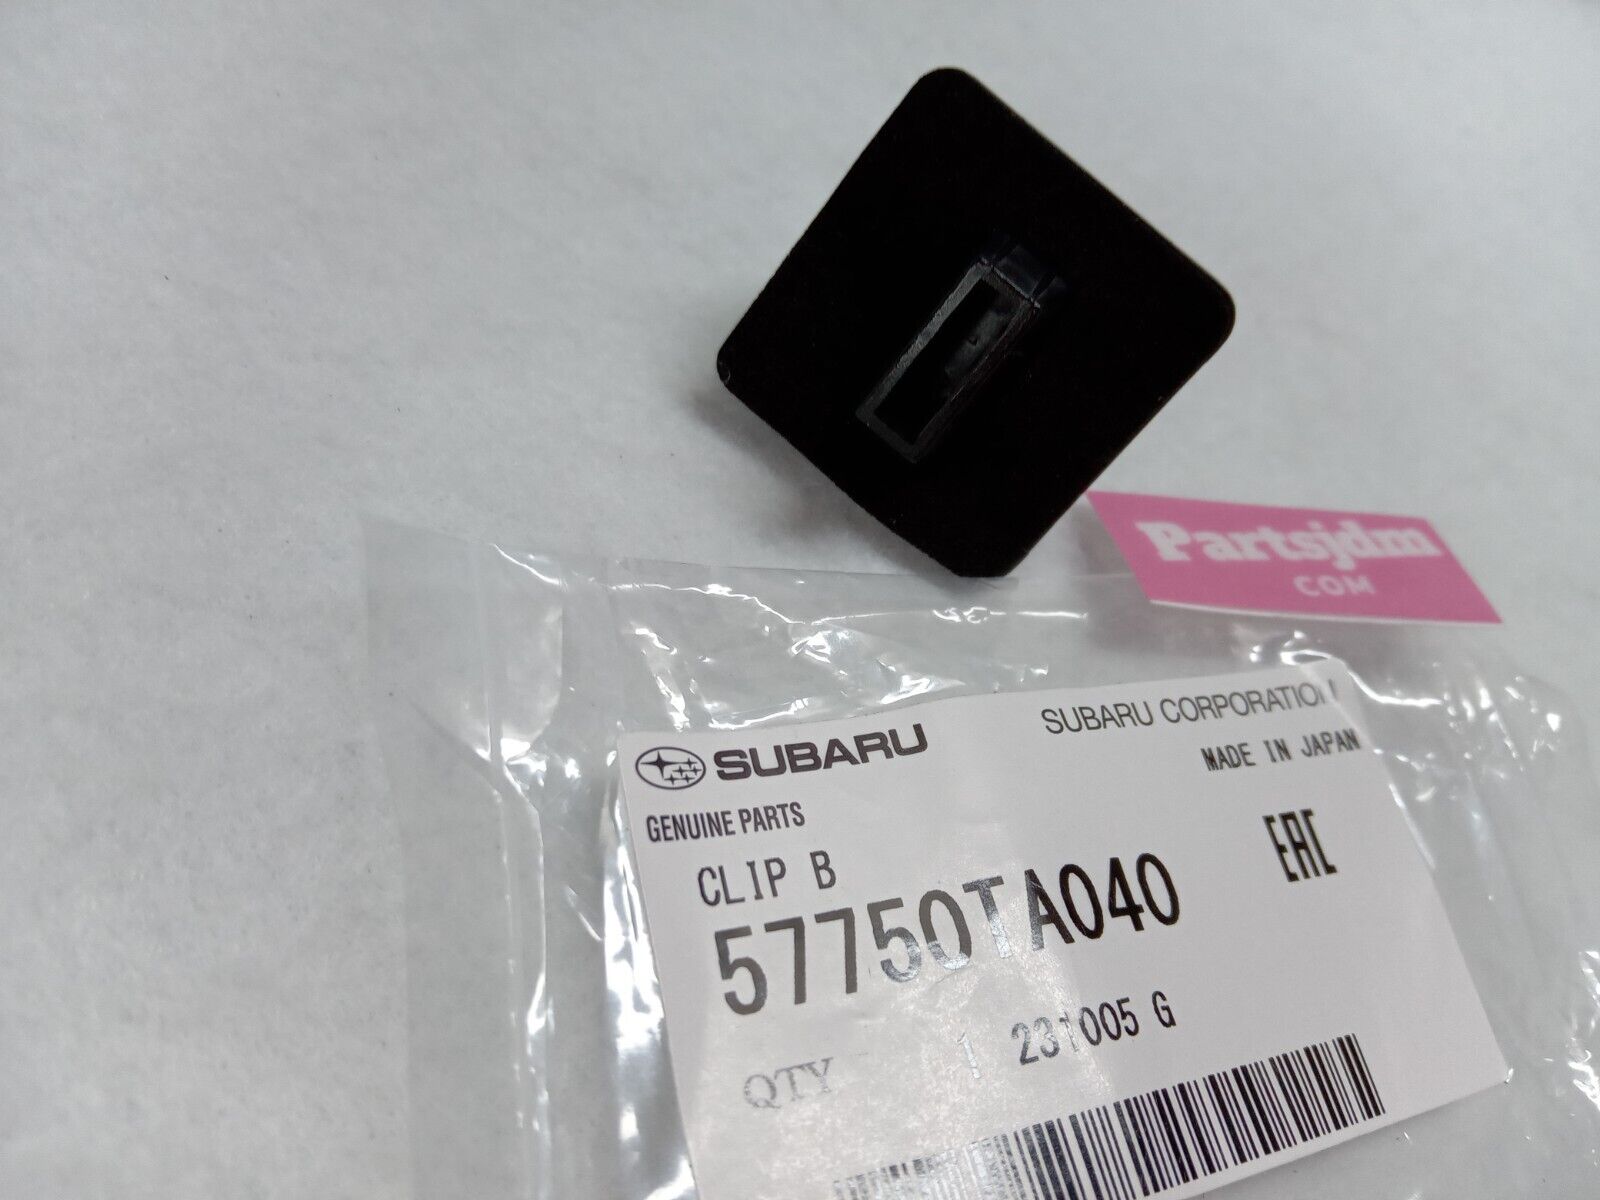 Partsjdm
COM
SUBARU
SUBARU CORPORATION
MADE IN JAPAN
GENUINE PARTS
CLIP B
EAC
57750TA040
QTY 1 231005 G